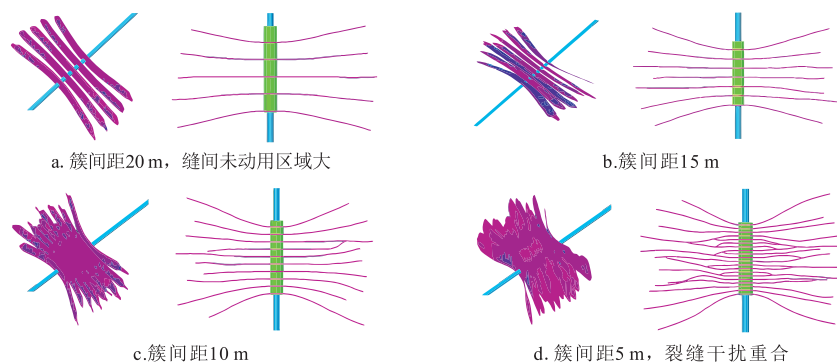 a. 簇间距20 m，缝间未动用区域大
b.簇间距15 m
c.簇间距10 m
d. 簇间距5 m，裂缝干扰重合